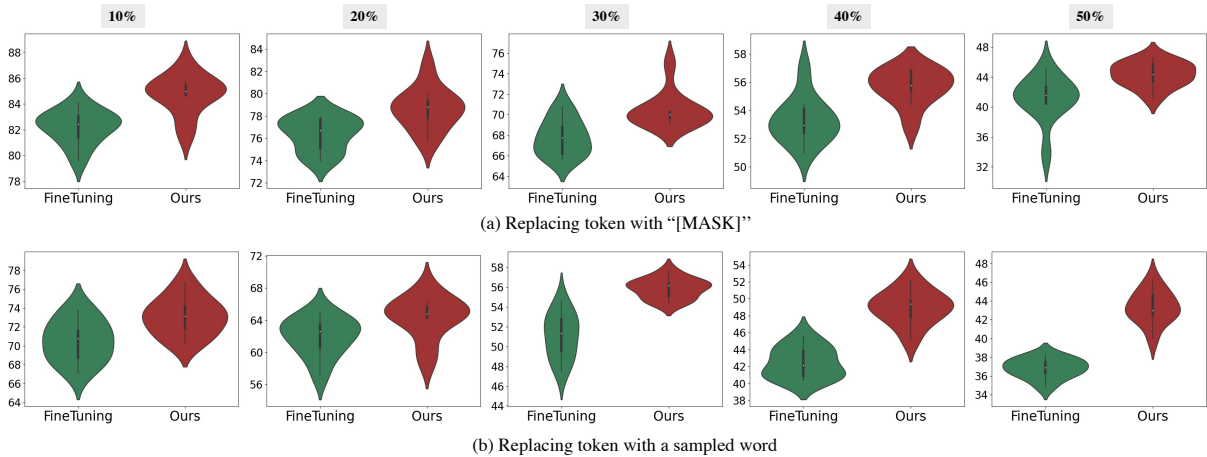 10% 20% 30% 40% 50%
88 86 84 82 80 78
FineTuning Ours
84 82 80 78 76 74 72
FineTuning Ours
76 74 72 70 68 66 64
FineTuning Ours
58 56 54 52 50
FineTuning Ours
48 44 40 36 32
FineTuning Ours
(a) Replacing token with “[MASK]’’
78 76 74 72 70 68 66 64
FineTuning Ours
72 68 64 60 56
FineTuning Ours
58 56 54 52 50 48 46 44
FineTuning Ours
54 52 50 48 46 44 42 40 38
FineTuning Ours
48 46 44 42 40 38 36 34
FineTuning Ours
(b) Replacing token with a sampled word